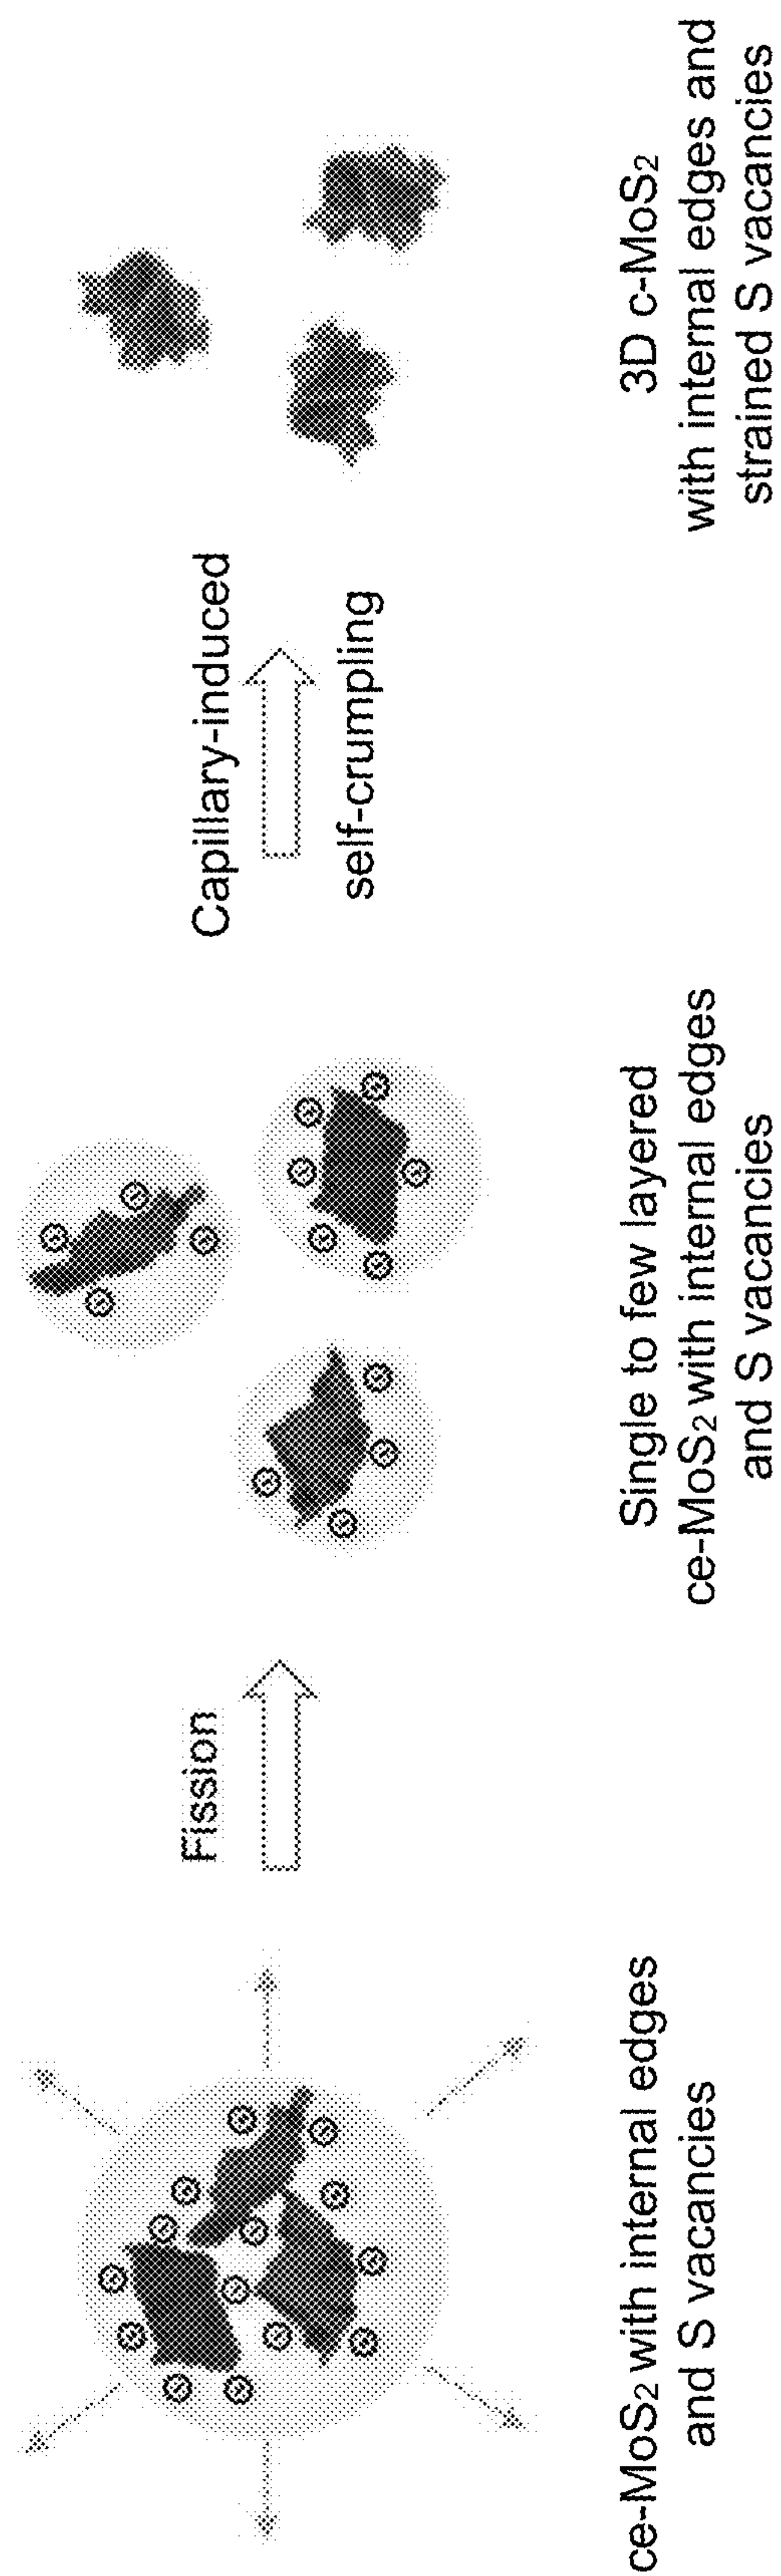 ce-MoS₂ with internal edges
and S vacancies
Fission
Single to few layered
ce-MoS₂ with internal edges
and S vacancies
Capillary-induced
self-crumpling
3D c-MoS₂
with internal edges and
strained S vacancies